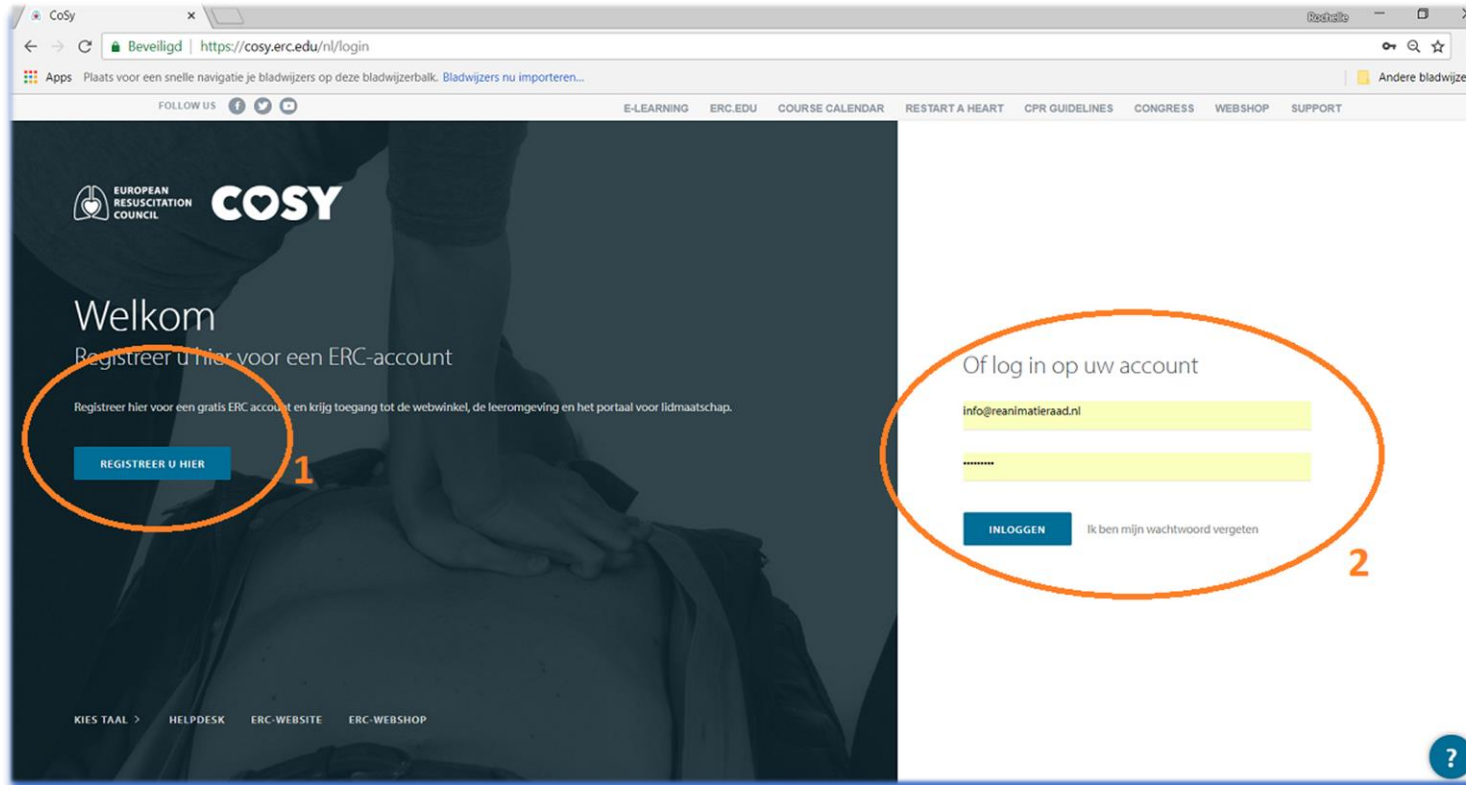 CoSy
Rochelle
Beveiligd | https://cosy.erc.edu/nl/login
Apps Plaats voor een snelle navigatie je bladwijzers op deze bladwijzerbalk. Bladwijzers nu importeren...
Andere bladwijze
FOLLOW US
E-LEARNING ERC.EDU COURSE CALENDAR RESTART A HEART CPR GUIDELINES CONGRESS WEBSHOP SUPPORT
EUROPEAN
RESUSCITATION
COUNCIL
COSY
Welkom
Registreer u hier voor een ERC-account
Registreer hier voor een gratis ERC account en krijg toegang tot de webwinkel, de leeromgeving en het portaal voor lidmaatschap.
REGISTREER U HIER
1
Of log in op uw account
info@reanimatieraad.nl
•••••••••
INLOGGEN Ik ben mijn wachtwoord vergeten
2
KIES TAAL > HELPDESK ERC-WEBSITE ERC-WEBSHOP
?